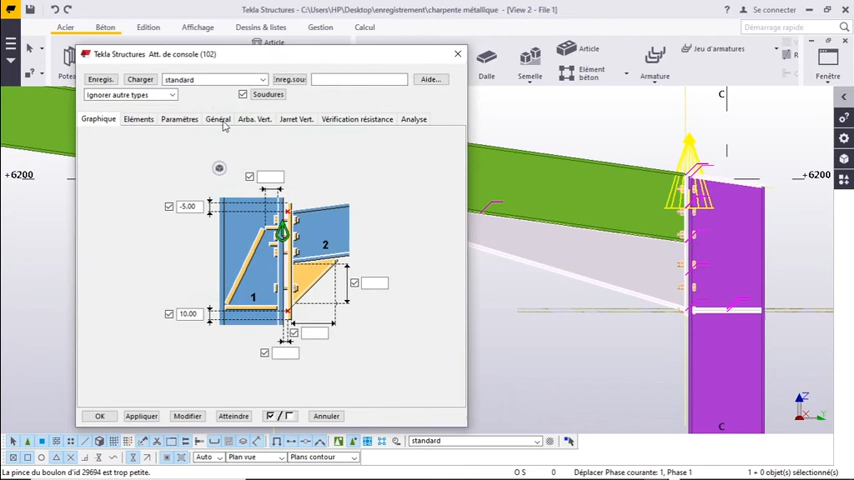 Tekla Structures - C:\Users\HP\Desktop\enregistrement\charpente métallique - [View 2 - File 1]
Se connecter
Acier Béton Edition Affichage Dessins & listes Gestion Calcul
Démarrage rapide
Article
Dalle
Semelle
Article
Elément béton
Jeu d'armatures
Fenêtre
Tekla Structures Att. de console (102)
Enregis. Charger standard Enreg.sous Aide...
Ignorer autre types Soudures
Graphique Eléments Paramètres Général Arba. Vert. Jarret Vert. Vérification résistance Analyse
-5.00
2
1
10.00
OK Appliquer Modifier Atteindre / Annuler
C
+6200
+6200
C
Z
Y
X
standard
Auto Plan vue Plans contour
La pince du boulon d'id 29694 est trop petite.
O S 0 Déplacer Phase courante: 1, Phase 1 1 + 0 objet(s) sélectionné(s)